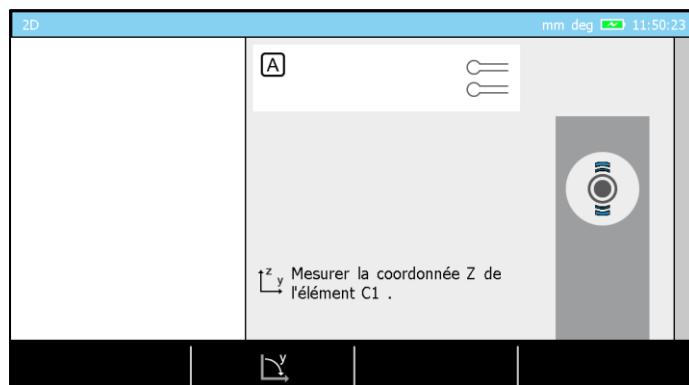 2D
mm deg 11:50:23
A
z
y Mesurer la coordonnée Z de
l'élément C1 .
y